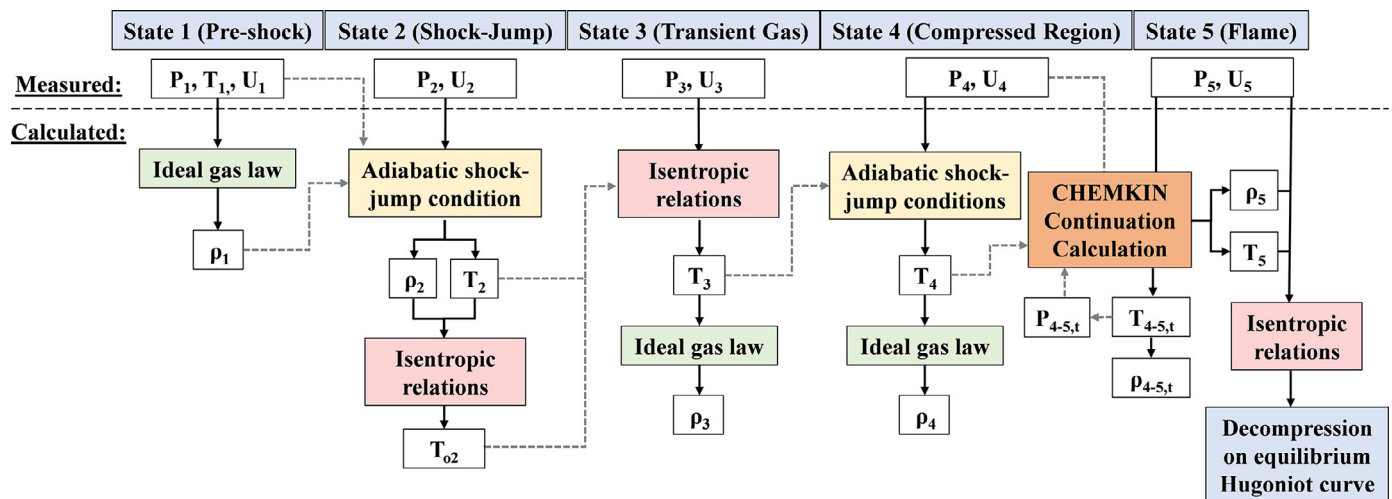 State 1 (Pre-shock)
State 2 (Shock-Jump)
State 3 (Transient Gas)
State 4 (Compressed Region)
State 5 (Flame)
Measured:
P₁, T₁,, U₁
P₂, U₂
P₃, U₃
P₄, U₄
P₅, U₅
Calculated:
Ideal gas law
ρ₁
Adiabatic shock-
jump condition
ρ₂
T₂
Isentropic
relations
Tₒ₂
Isentropic
relations
T₃
Ideal gas law
ρ₃
Adiabatic shock-
jump conditions
T₄
Ideal gas law
ρ₄
CHEMKIN
Continuation
Calculation
P₄₋₅,t
T₄₋₅,t
ρ₄₋₅,t
ρ₅
T₅
Isentropic
relations
Decompression
on equilibrium
Hugoniot curve